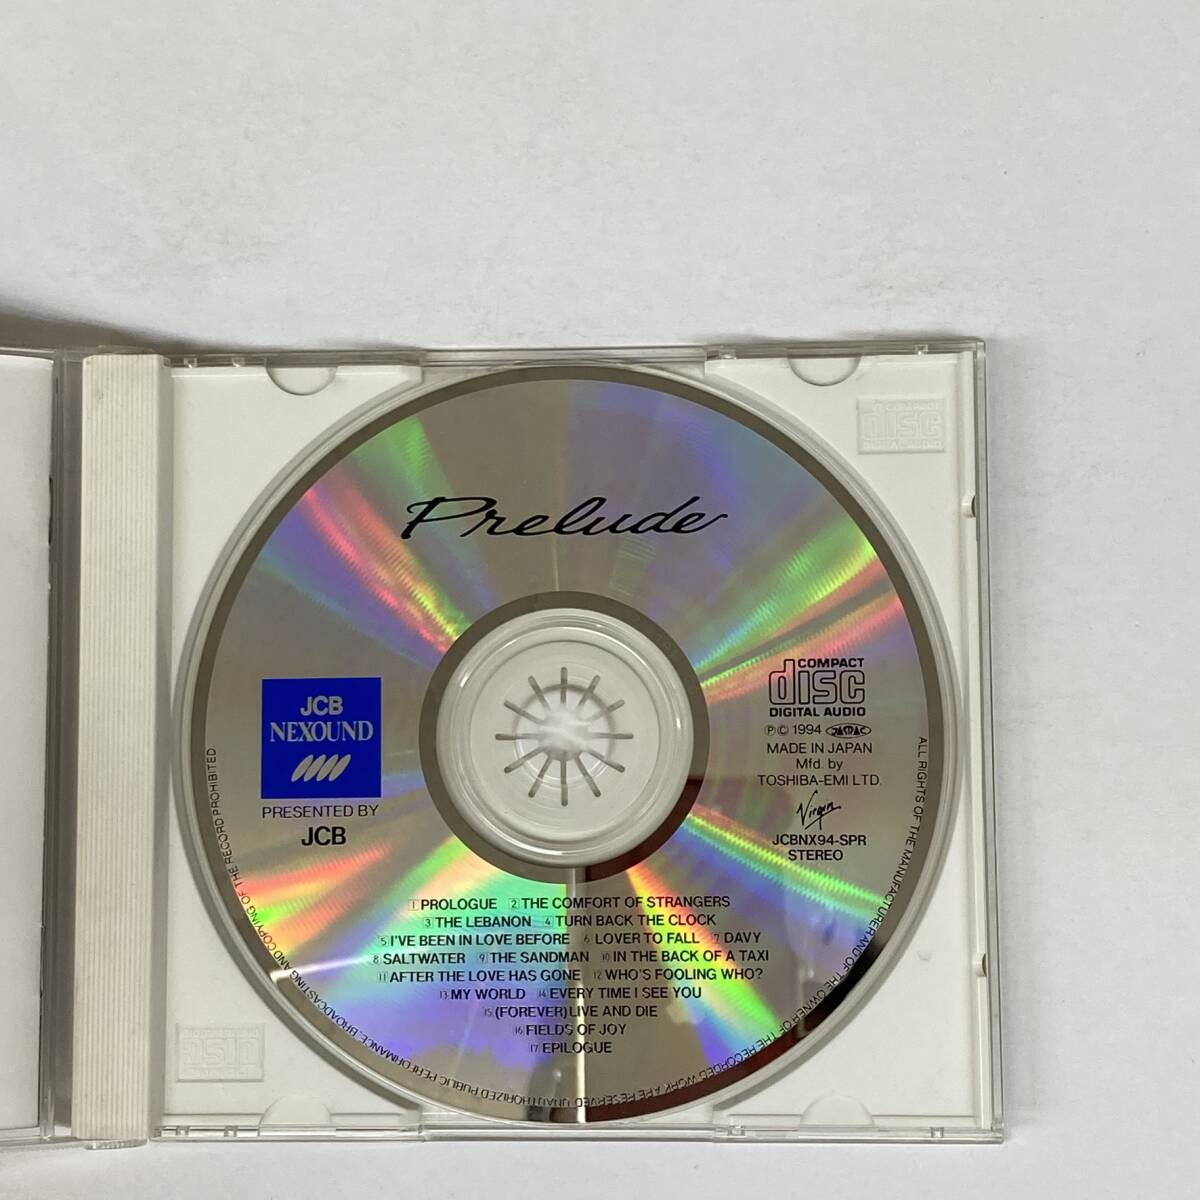 Prelude
JCB
NEXOUND
PRESENTED BY
JCB
COMPACT
disc
DIGITAL AUDIO
Ⓟ© 1994 JASRAC
MADE IN JAPAN
Mfd. by
TOSHIBA-EMI LTD.
Virgin
JCBNX94-SPR
STEREO
1 PROLOGUE 2 THE COMFORT OF STRANGERS
3 THE LEBANON 4 TURN BACK THE CLOCK
5 I'VE BEEN IN LOVE BEFORE 6 LOVER TO FALL 7 DAVY
8 SALTWATER 9 THE SANDMAN 10 IN THE BACK OF A TAXI
11 AFTER THE LOVE HAS GONE 12 WHO'S FOOLING WHO?
13 MY WORLD 14 EVERY TIME I SEE YOU
15 (FOREVER) LIVE AND DIE
16 FIELDS OF JOY
17 EPILOGUE
ALL RIGHTS OF THE MANUFACTURER AND OF THE OWNER OF THE RECORDED WORK ARE RESERVED UNAUTHORIZED PUBLIC PERFORMANCE, BROADCASTING AND COPYING OF THE RECORD PROHIBITED
COMPACT
disc
DIGITAL AUDIO
disc